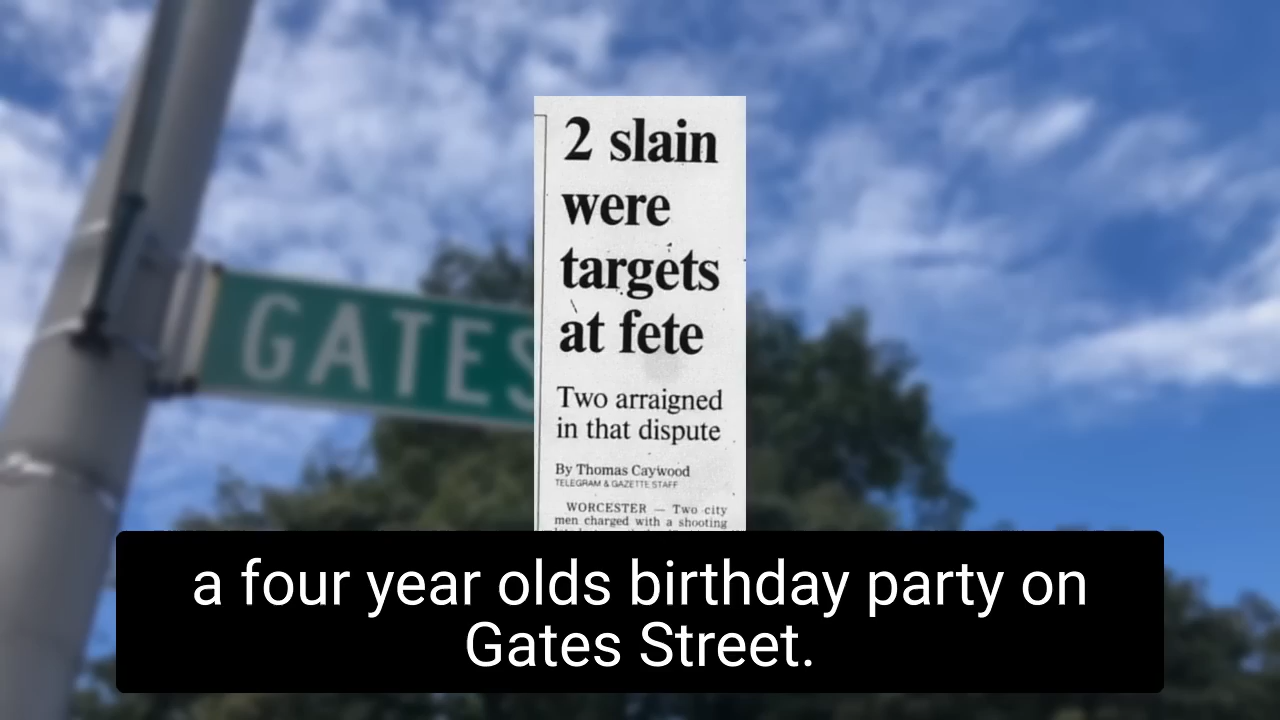 GATES
2 slain
were
targets
at fete
Two arraigned
in that dispute
By Thomas Caywood
TELEGRAM & GAZETTE STAFF
WORCESTER — Two city
men charged with a shooting
a four year olds birthday party on
Gates Street.